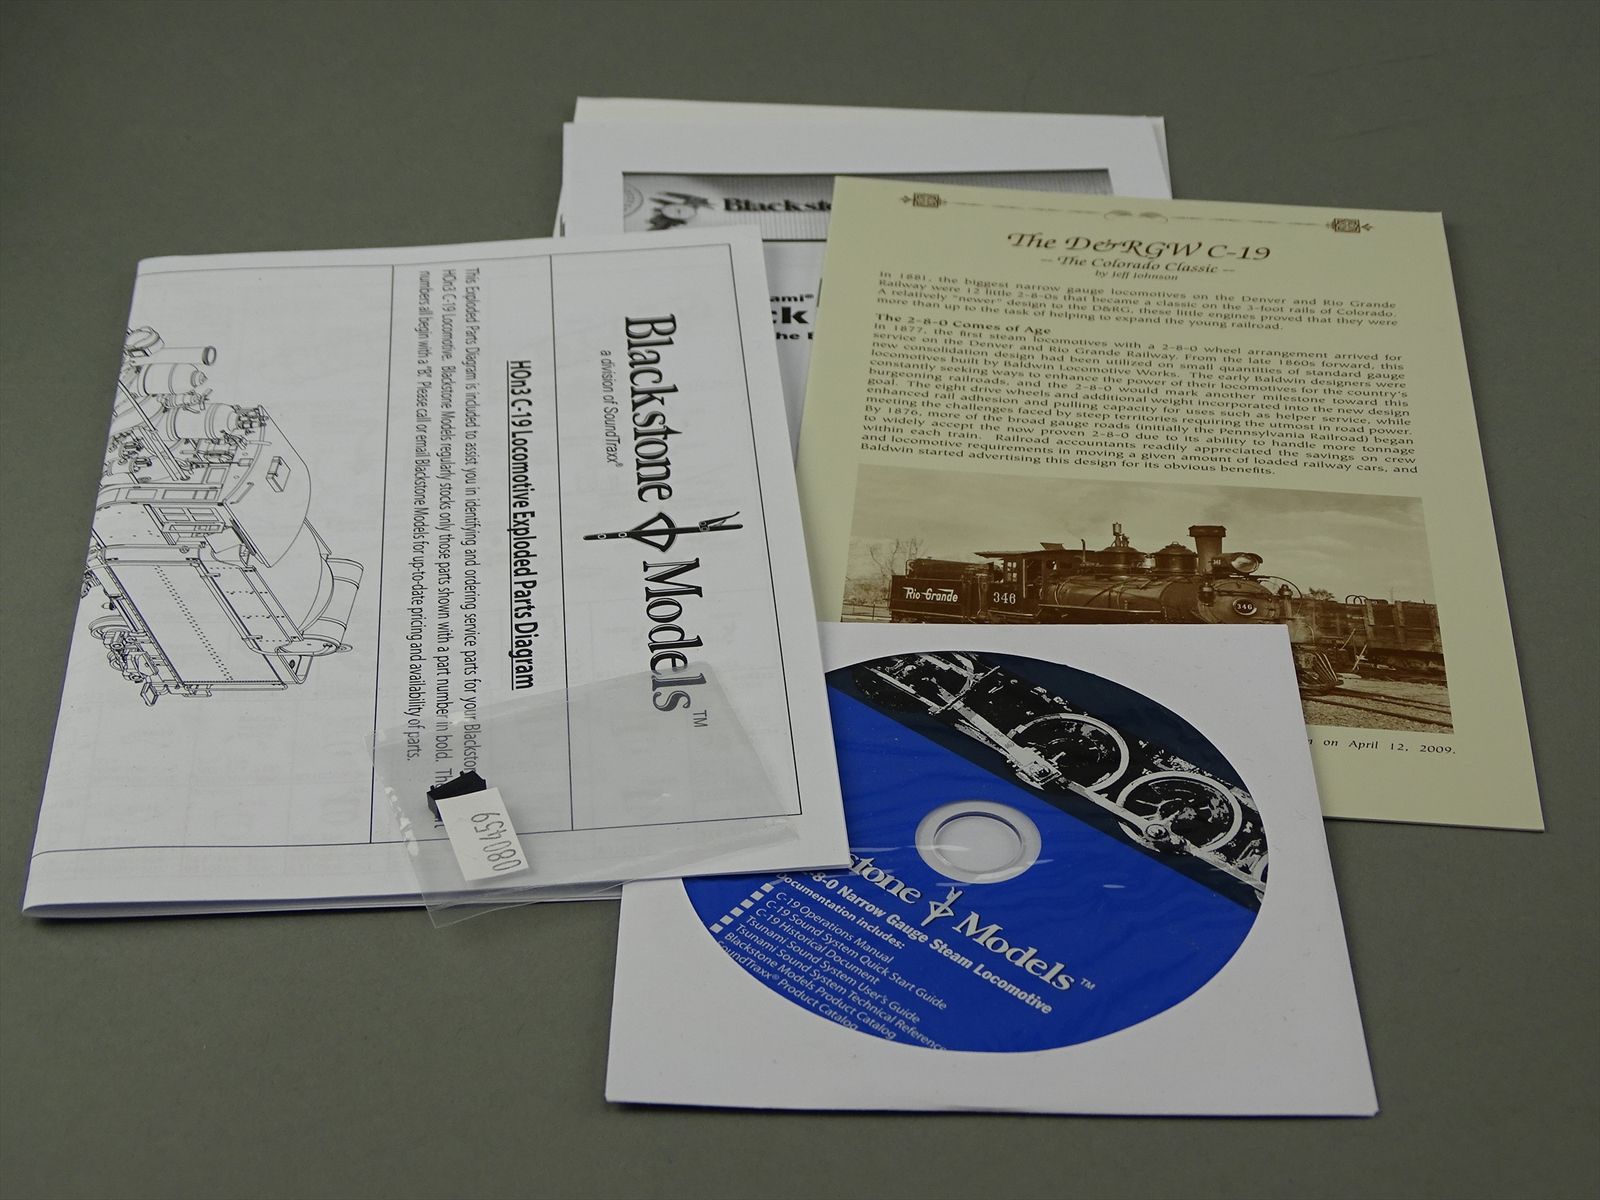 Blackstone Models™
a division of SoundTraxx®
HOn3 C-19 Locomotive Exploded Parts Diagram
This Exploded Parts Diagram is included to assist you in identifying and ordering service parts for your
HOn3 C-19 Locomotive. Blackstone Models regularly stocks only those parts shown with a part number in bold.
numbers all begin with a "B". Please call or email Blackstone Models for up-to-date pricing and availability of parts.
080459
The D&RGW C-19
-- The Colorado Classic --
by Jeff Johnson
In 1881, the biggest narrow gauge locomotives on the Denver and Rio Grande
Railway were 12 little 2-8-0s that became a classic on the 3-foot rails of Colorado.
A relatively "newer" design to the D&RG, these little engines proved that they were
more than up to the task of helping to expand the young railroad.
The 2-8-0 Comes of Age
In 1877, the first steam locomotives with a 2-8-0 wheel arrangement arrived for
service on the Denver and Rio Grande Railway. From the late 1860s forward, this
new consolidation design had been utilized on small quantities of standard gauge
locomotives built by Baldwin Locomotive Works. The early Baldwin designers were
constantly seeking ways to enhance the power of their locomotives for the country's
burgeoning railroads, and the 2-8-0 would mark another milestone toward this
goal. The eight drive wheels and additional weight incorporated into the new design
enhanced rail adhesion and pulling capacity for uses such as helper service, while
meeting the challenges faced by steep territories requiring the utmost in road power.
By 1876, more of the broad gauge roads (initially the Pennsylvania Railroad) began
to widely accept the now proven 2-8-0 due to its ability to handle more tonnage
within each train. Railroad accountants readily appreciated the savings on crew
and locomotive requirements in moving a given amount of loaded railway cars, and
Baldwin started advertising this design for its obvious benefits.
Rio Grande
346
346
on April 12, 2009.
Models™
2-8-0 Narrow Gauge Steam Locomotive
Documentation includes:
C-19 Operations Manual
C-19 Sound System Quick Start Guide
C-19 Historical Document
Tsunami Sound System User's Guide
Tsunami Sound System Technical Reference
Blackstone Models Product Catalog
SoundTraxx® Product Catalog